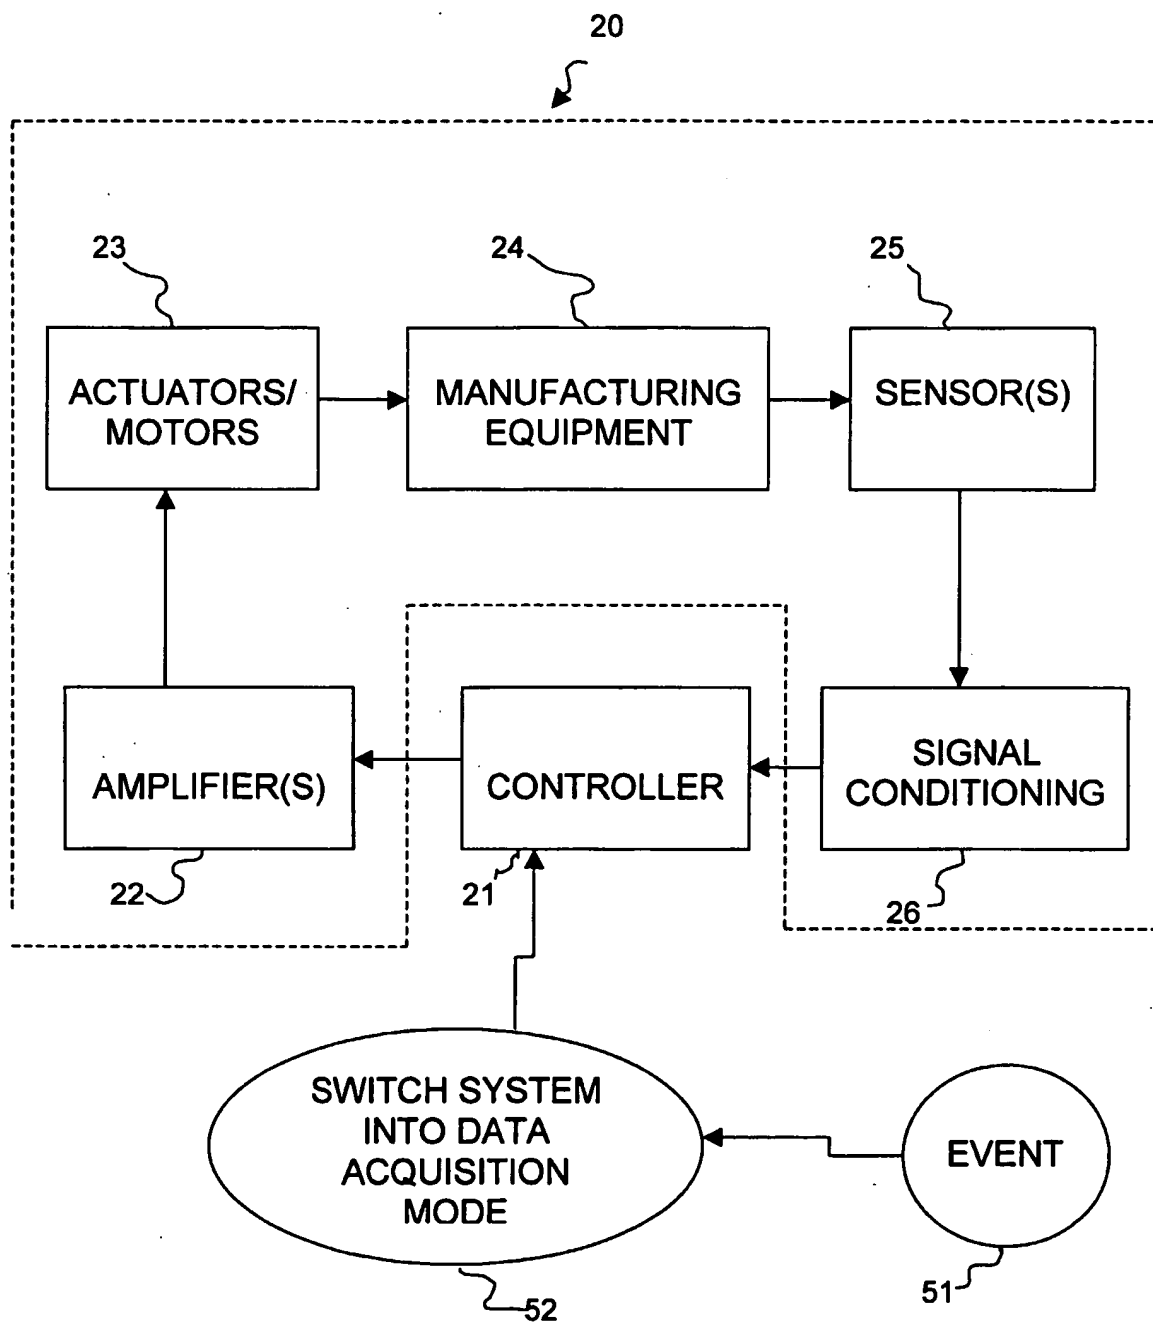 20
23
24
25
ACTUATORS/
MOTORS
MANUFACTURING
EQUIPMENT
SENSOR(S)
AMPLIFIER(S)
CONTROLLER
SIGNAL
CONDITIONING
22
21
26
SWITCH SYSTEM
INTO DATA
ACQUISITION
MODE
EVENT
52
51